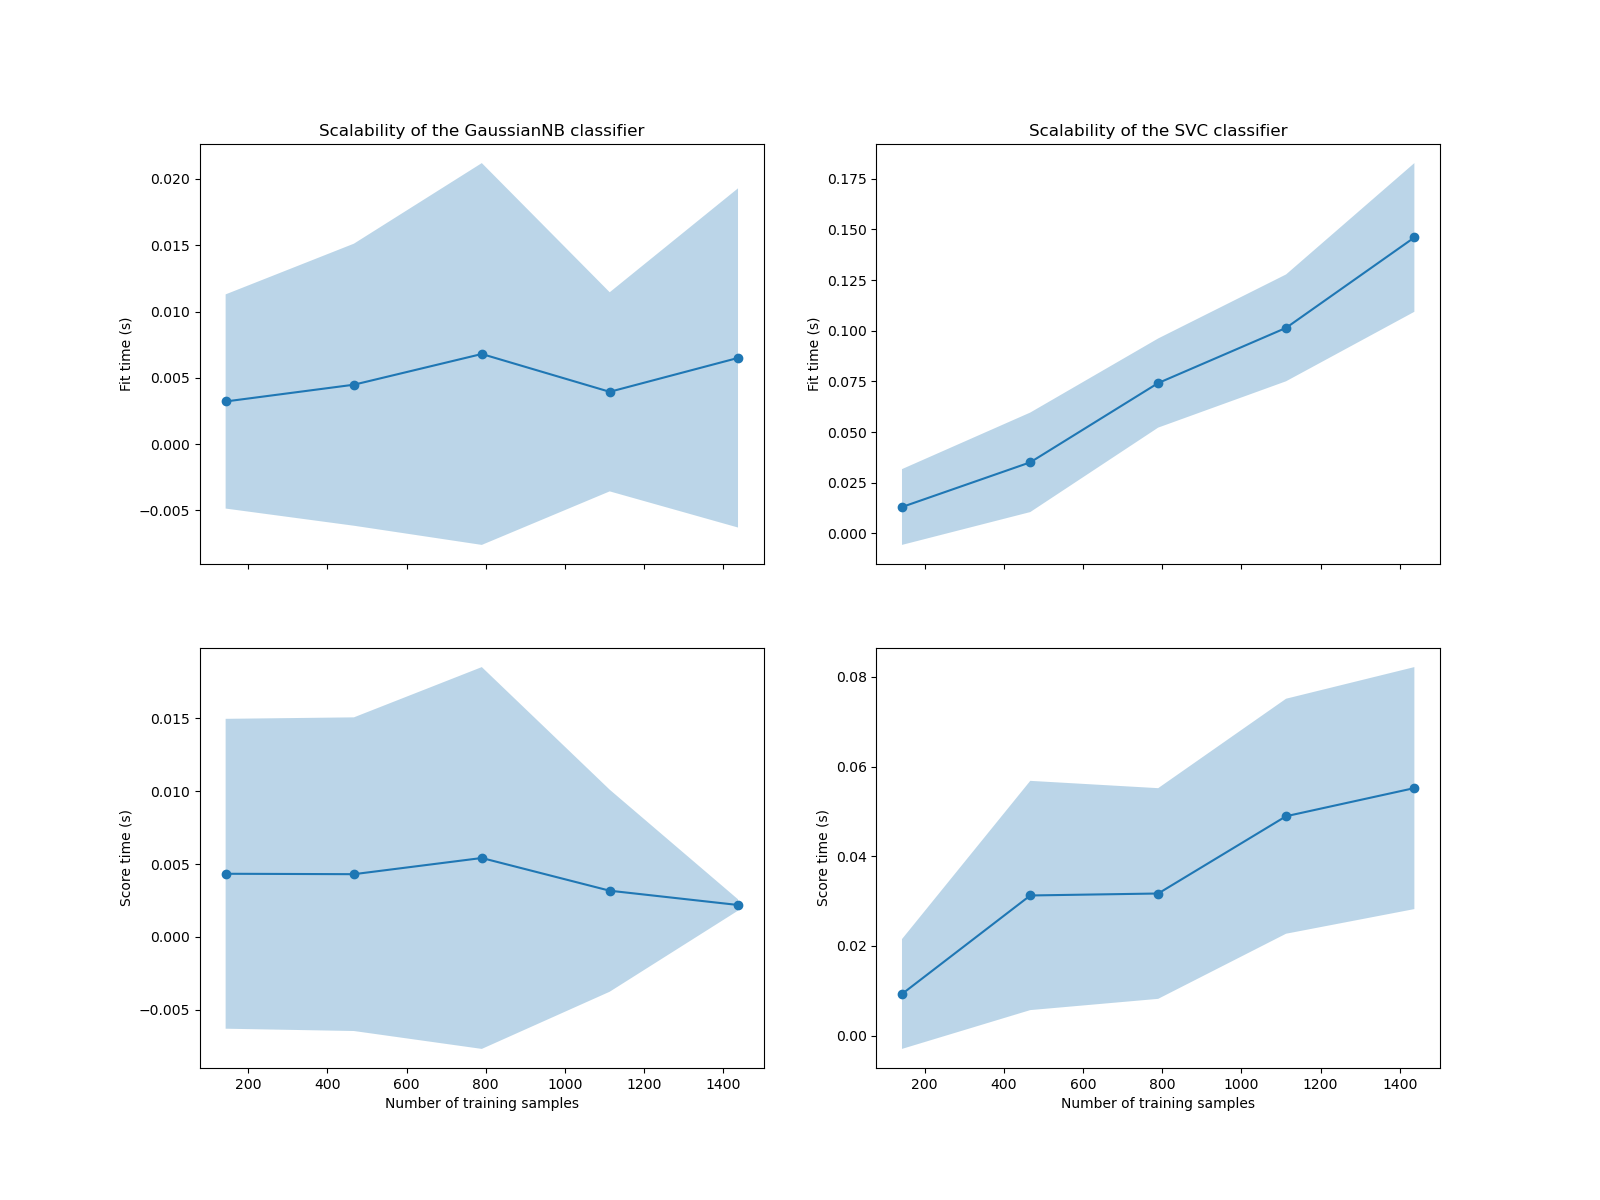 Scalability of the GaussianNB classifier
0.020
0.015
0.010
0.005
0.000
−0.005
Fit time (s)
Scalability of the SVC classifier
0.175
0.150
0.125
0.100
0.075
0.050
0.025
0.000
Fit time (s)
0.015
0.010
0.005
0.000
−0.005
Score time (s)
200 400 600 800 1000 1200 1400
Number of training samples
0.08
0.06
0.04
0.02
0.00
Score time (s)
200 400 600 800 1000 1200 1400
Number of training samples